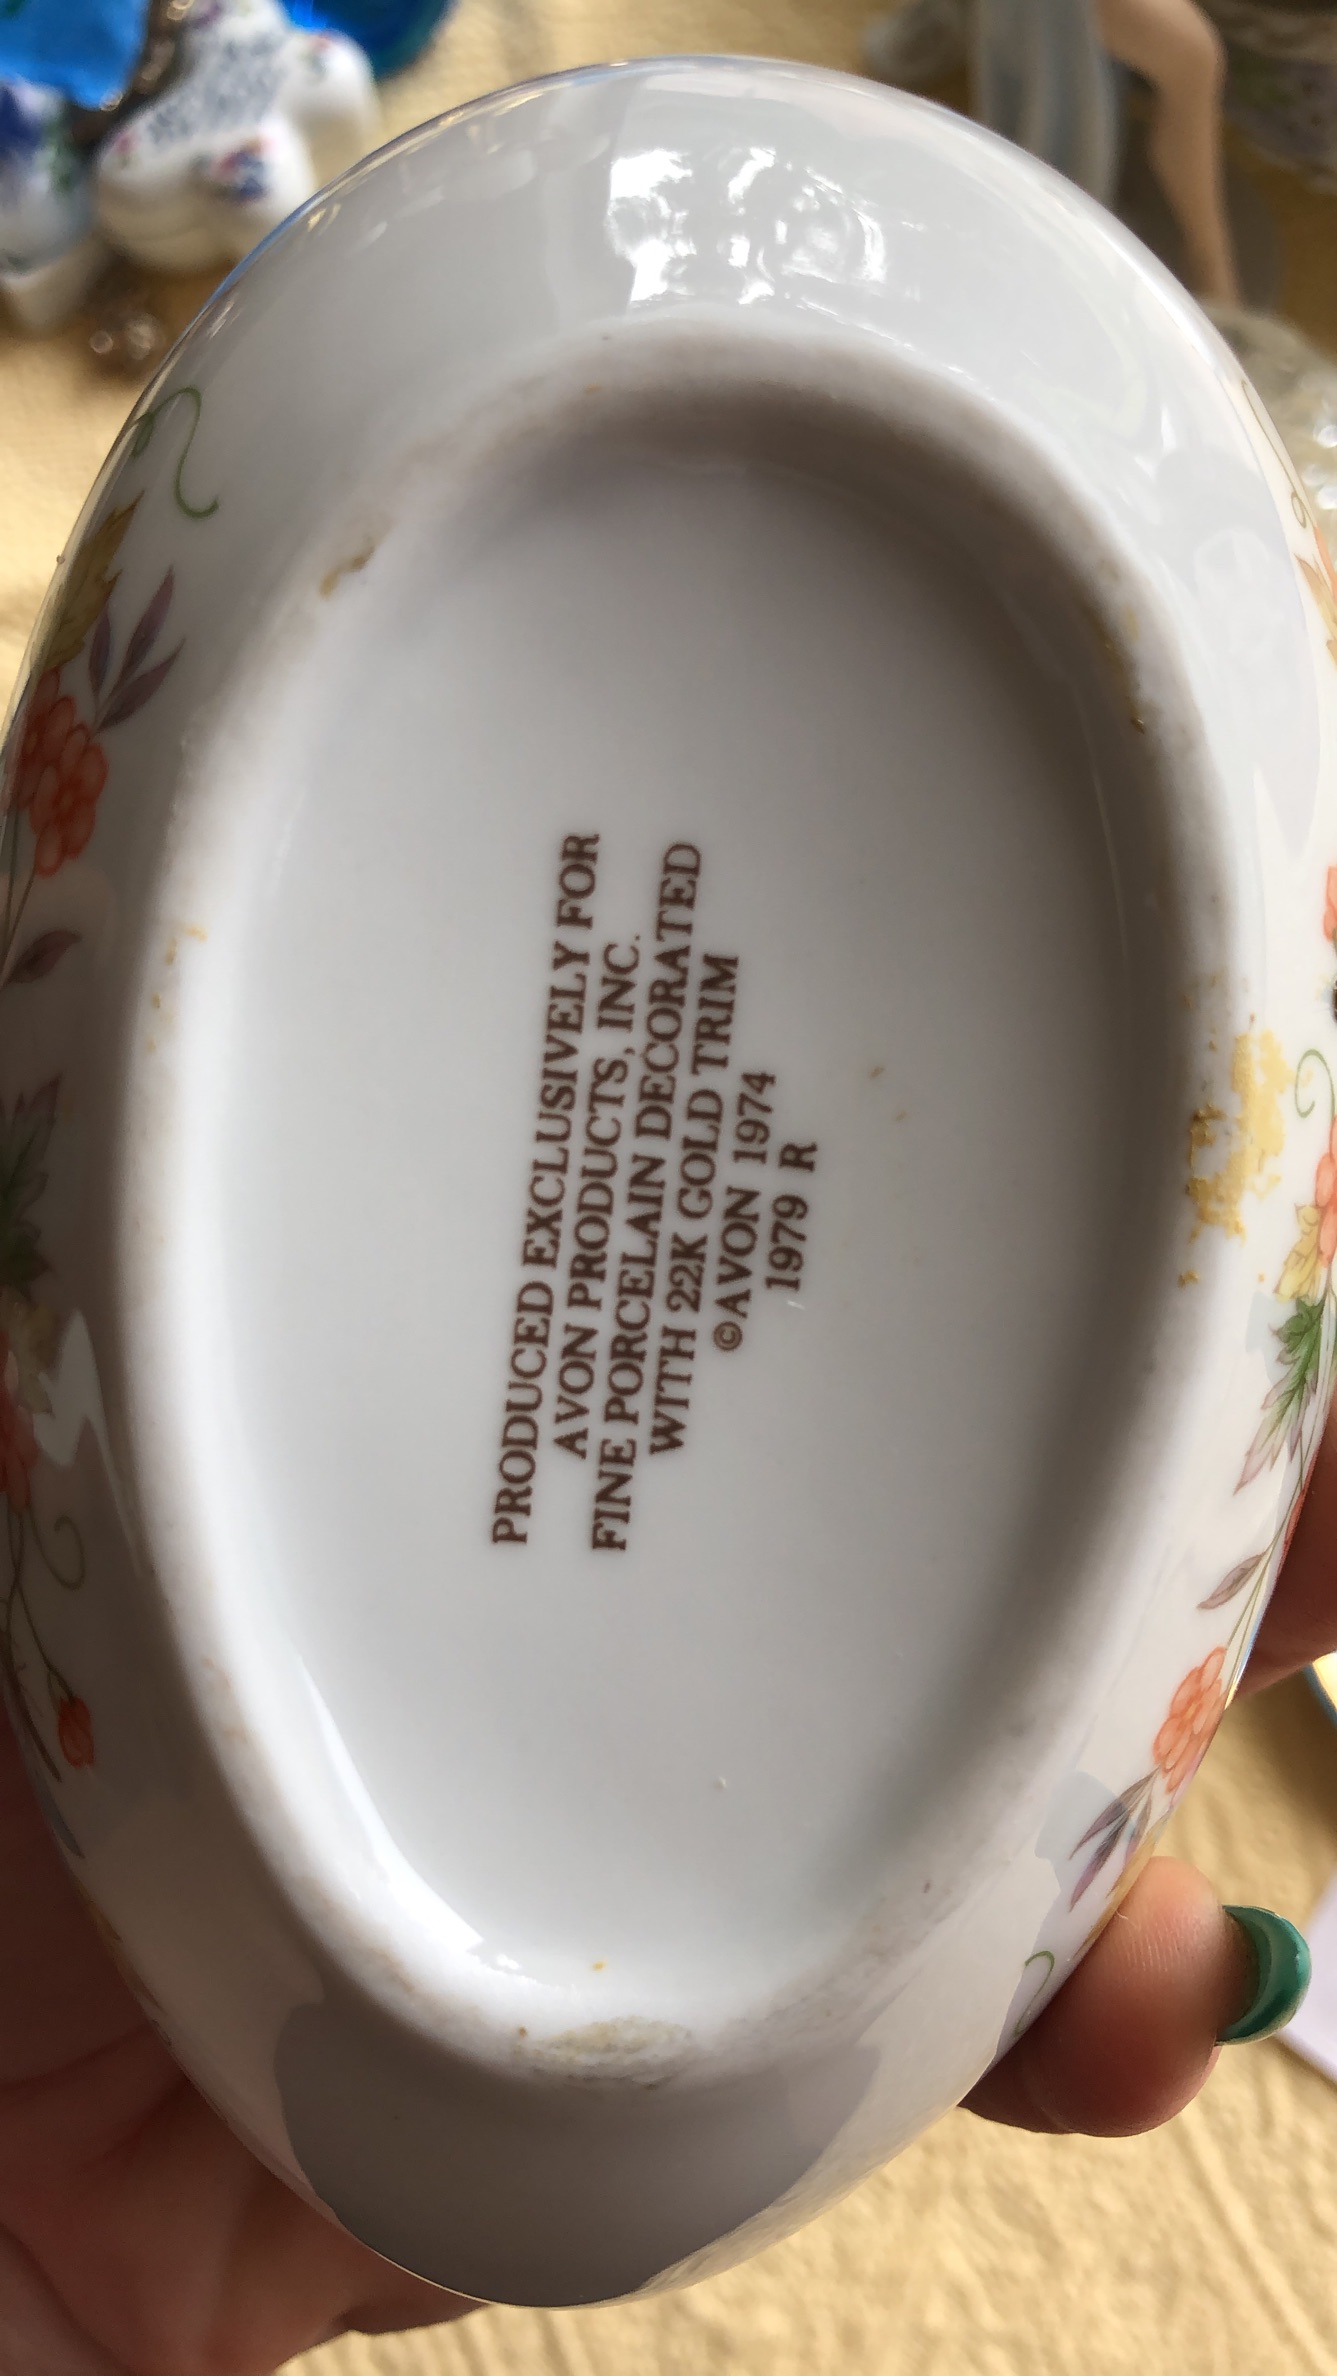 PRODUCED EXCLUSIVELY FOR
AVON PRODUCTS, INC.
FINE PORCELAIN DECORATED
WITH 22K GOLD TRIM
©AVON 1974
1979 R